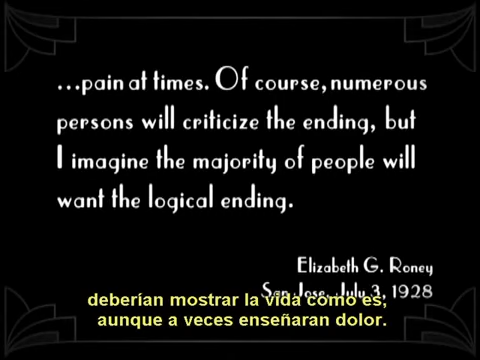 ...pain at times. Of course, numerous
persons will criticize the ending, but
I imagine the majority of people will
want the logical ending.
Elizabeth G. Roney
San Jose, July 3, 1928
deberían mostrar la vida como es,
aunque a veces enseñaran dolor.